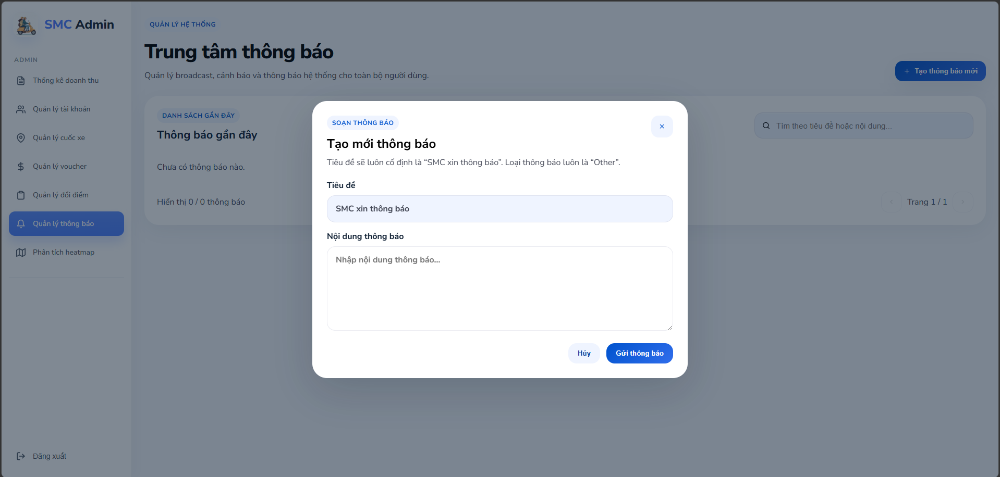 SMC Admin
ADMIN
Thống kê doanh thu
Quản lý tài khoản
Quản lý cuốc xe
Quản lý voucher
Quản lý đổi điểm
Quản lý thông báo
Phân tích heatmap
Đăng xuất
QUẢN LÝ HỆ THỐNG
Trung tâm thông báo
Quản lý broadcast, cảnh báo và thông báo hệ thống cho toàn bộ người dùng.
+ Tạo thông báo mới
DANH SÁCH GẦN ĐÂY
Thông báo gần đây
Tìm theo tiêu đề hoặc nội dung...
Chưa có thông báo nào.
Hiển thị 0 / 0 thông báo
Trang 1 / 1
SOẠN THÔNG BÁO
×
Tạo mới thông báo
Tiêu đề sẽ luôn cố định là “SMC xin thông báo”. Loại thông báo luôn là “Other”.
Tiêu đề
SMC xin thông báo
Nội dung thông báo
Nhập nội dung thông báo...
Hủy
Gửi thông báo